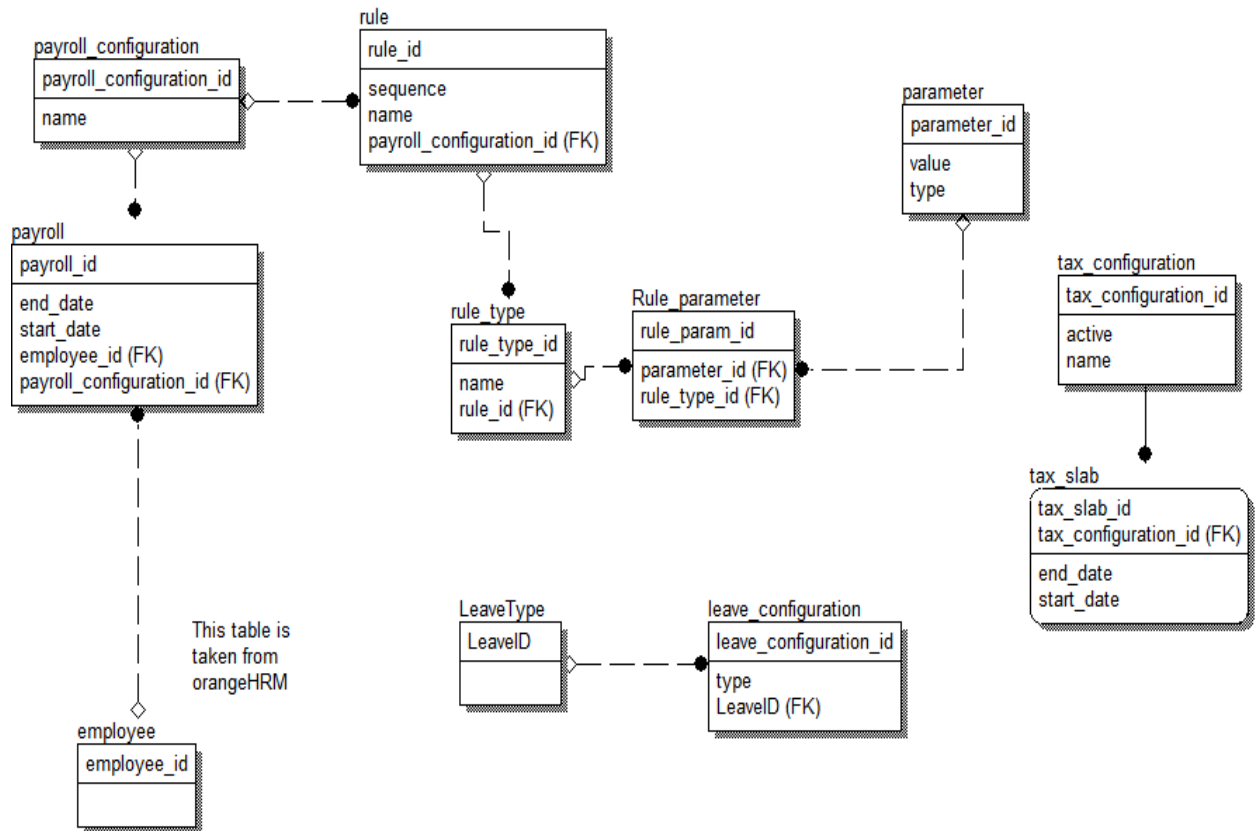 payroll_configuration
payroll_configuration_id
name
rule
rule_id
sequence
name
payroll_configuration_id (FK)
parameter
parameter_id
value
type
payroll
payroll_id
end_date
start_date
employee_id (FK)
payroll_configuration_id (FK)
rule_type
rule_type_id
name
rule_id (FK)
Rule_parameter
rule_param_id
parameter_id (FK)
rule_type_id (FK)
tax_configuration
tax_configuration_id
active
name
tax_slab
tax_slab_id
tax_configuration_id (FK)
end_date
start_date
This table is
taken from
orangeHRM
LeaveType
LeaveID
leave_configuration
leave_configuration_id
type
LeaveID (FK)
employee
employee_id